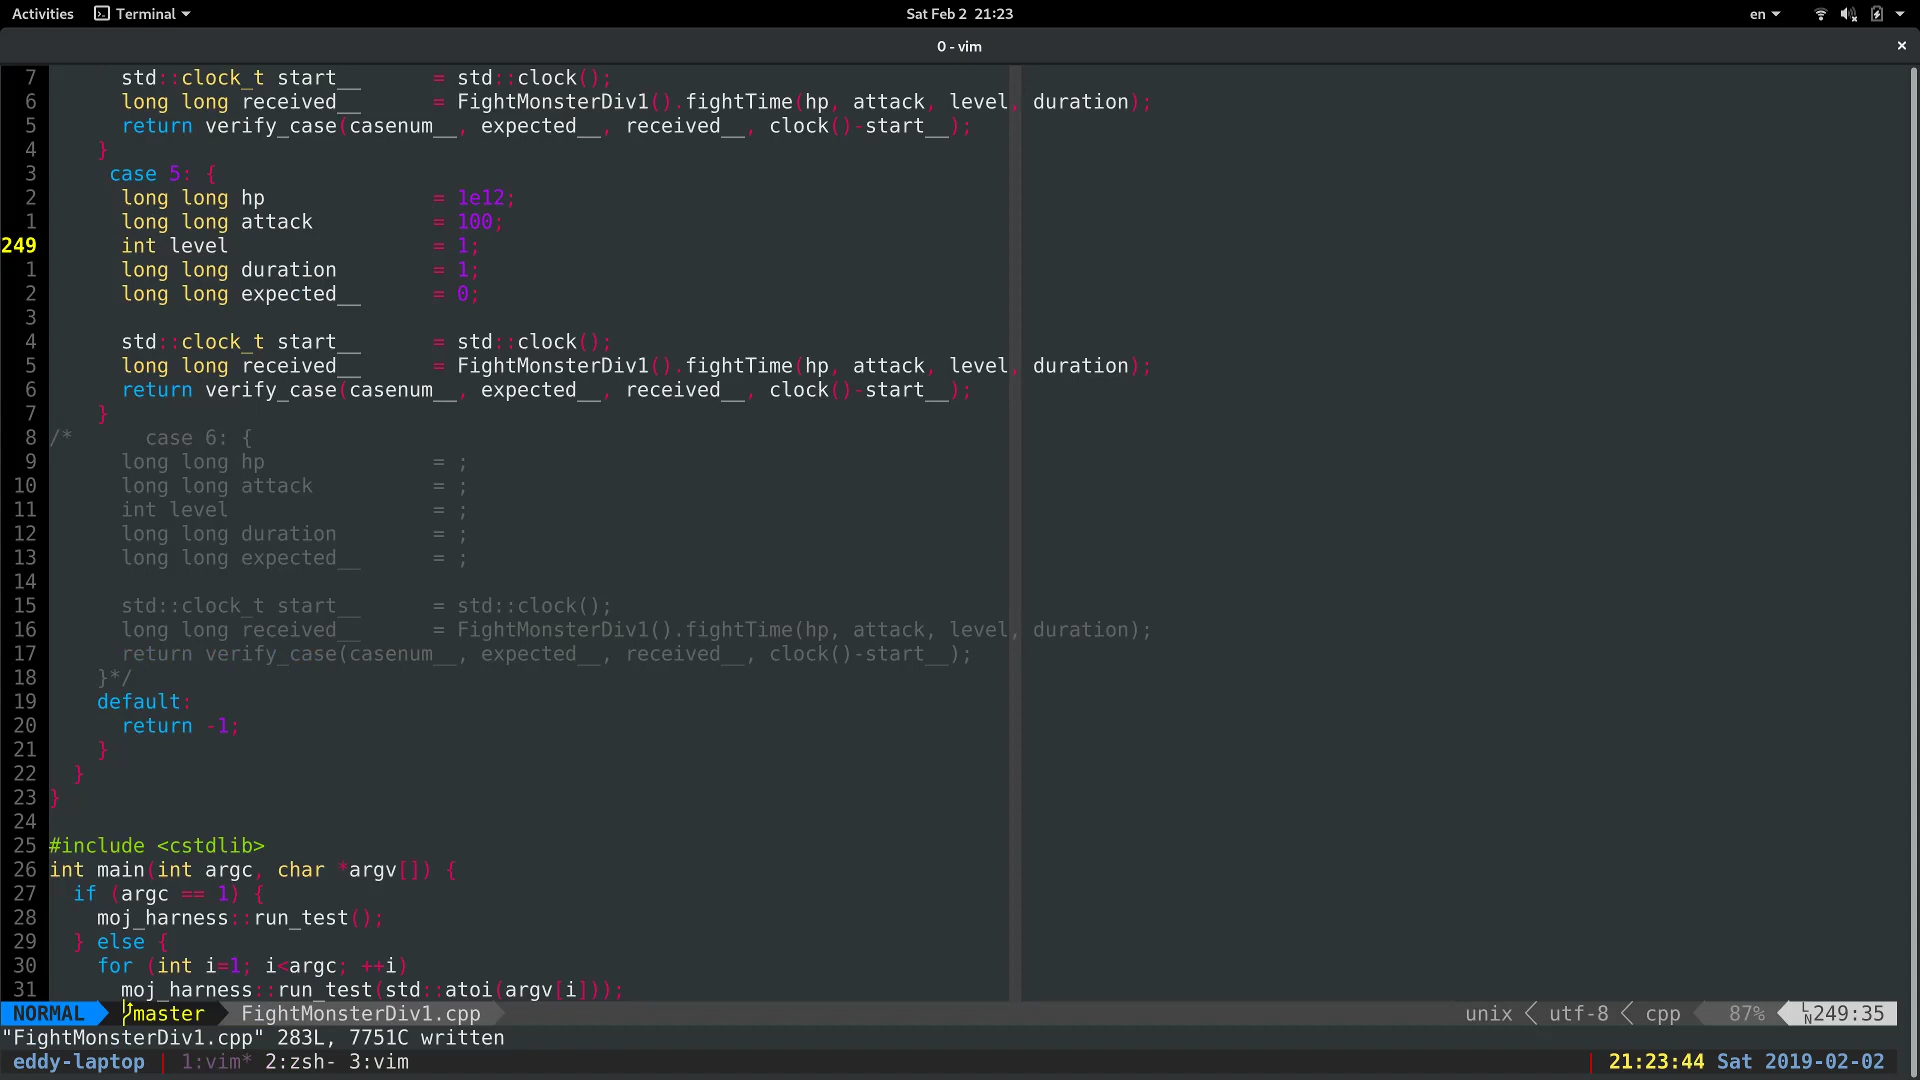 Activities Terminal Sat Feb 2 21:23 en
0 - vim
7 std::clock_t start__ = std::clock();
6 long long received__ = FightMonsterDiv1().fightTime(hp, attack, level, duration);
5 return verify_case(casenum__, expected__, received__, clock()-start__);
4 }
3 case 5: {
2 long long hp = 1e12;
1 long long attack = 100;
249 int level = 1;
1 long long duration = 1;
2 long long expected__ = 0;
3
4 std::clock_t start__ = std::clock();
5 long long received__ = FightMonsterDiv1().fightTime(hp, attack, level, duration);
6 return verify_case(casenum__, expected__, received__, clock()-start__);
7 }
8 /* case 6: {
9 long long hp = ;
10 long long attack = ;
11 int level = ;
12 long long duration = ;
13 long long expected__ = ;
14
15 std::clock_t start__ = std::clock();
16 long long received__ = FightMonsterDiv1().fightTime(hp, attack, level, duration);
17 return verify_case(casenum__, expected__, received__, clock()-start__);
18 }*/
19 default:
20 return -1;
21 }
22 }
23 }
24
25 #include <cstdlib>
26 int main(int argc, char *argv[]) {
27 if (argc == 1) {
28 moj_harness::run_test();
29 } else {
30 for (int i=1; i<argc; ++i)
31 moj_harness::run_test(std::atoi(argv[i]));
NORMAL master FightMonsterDiv1.cpp unix utf-8 cpp 87% LN 249:35
"FightMonsterDiv1.cpp" 283L, 7751C written
eddy-laptop | 1:vim* 2:zsh- 3:vim | 21:23:44 Sat 2019-02-02